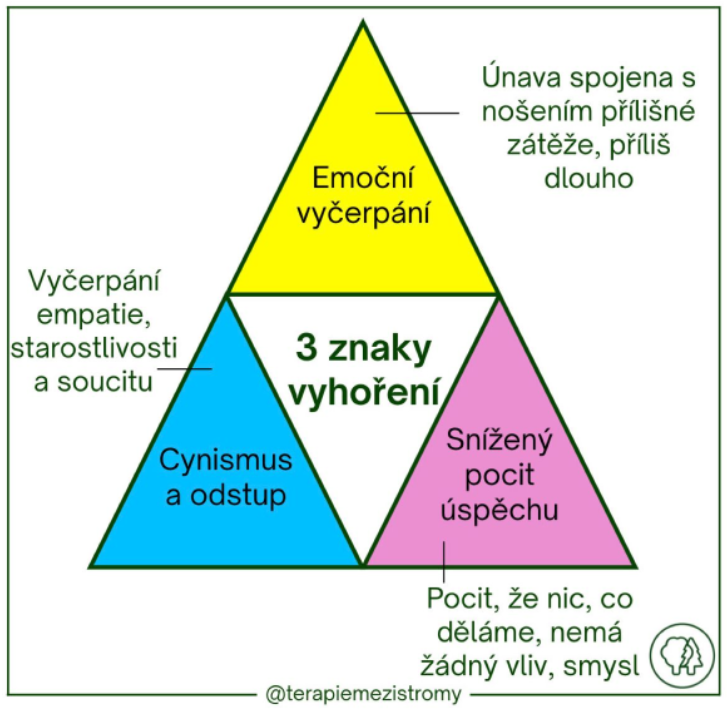 Únava spojena s
nošením přílišné
zátěže, příliš
dlouho
Emoční
vyčerpání
Vyčerpání
empatie,
starostlivosti
a soucitu
3 znaky
vyhoření
Cynismus
a odstup
Snížený
pocit
úspěchu
Pocit, že nic, co
děláme, nemá
žádný vliv, smysl
@terapiemezistromy